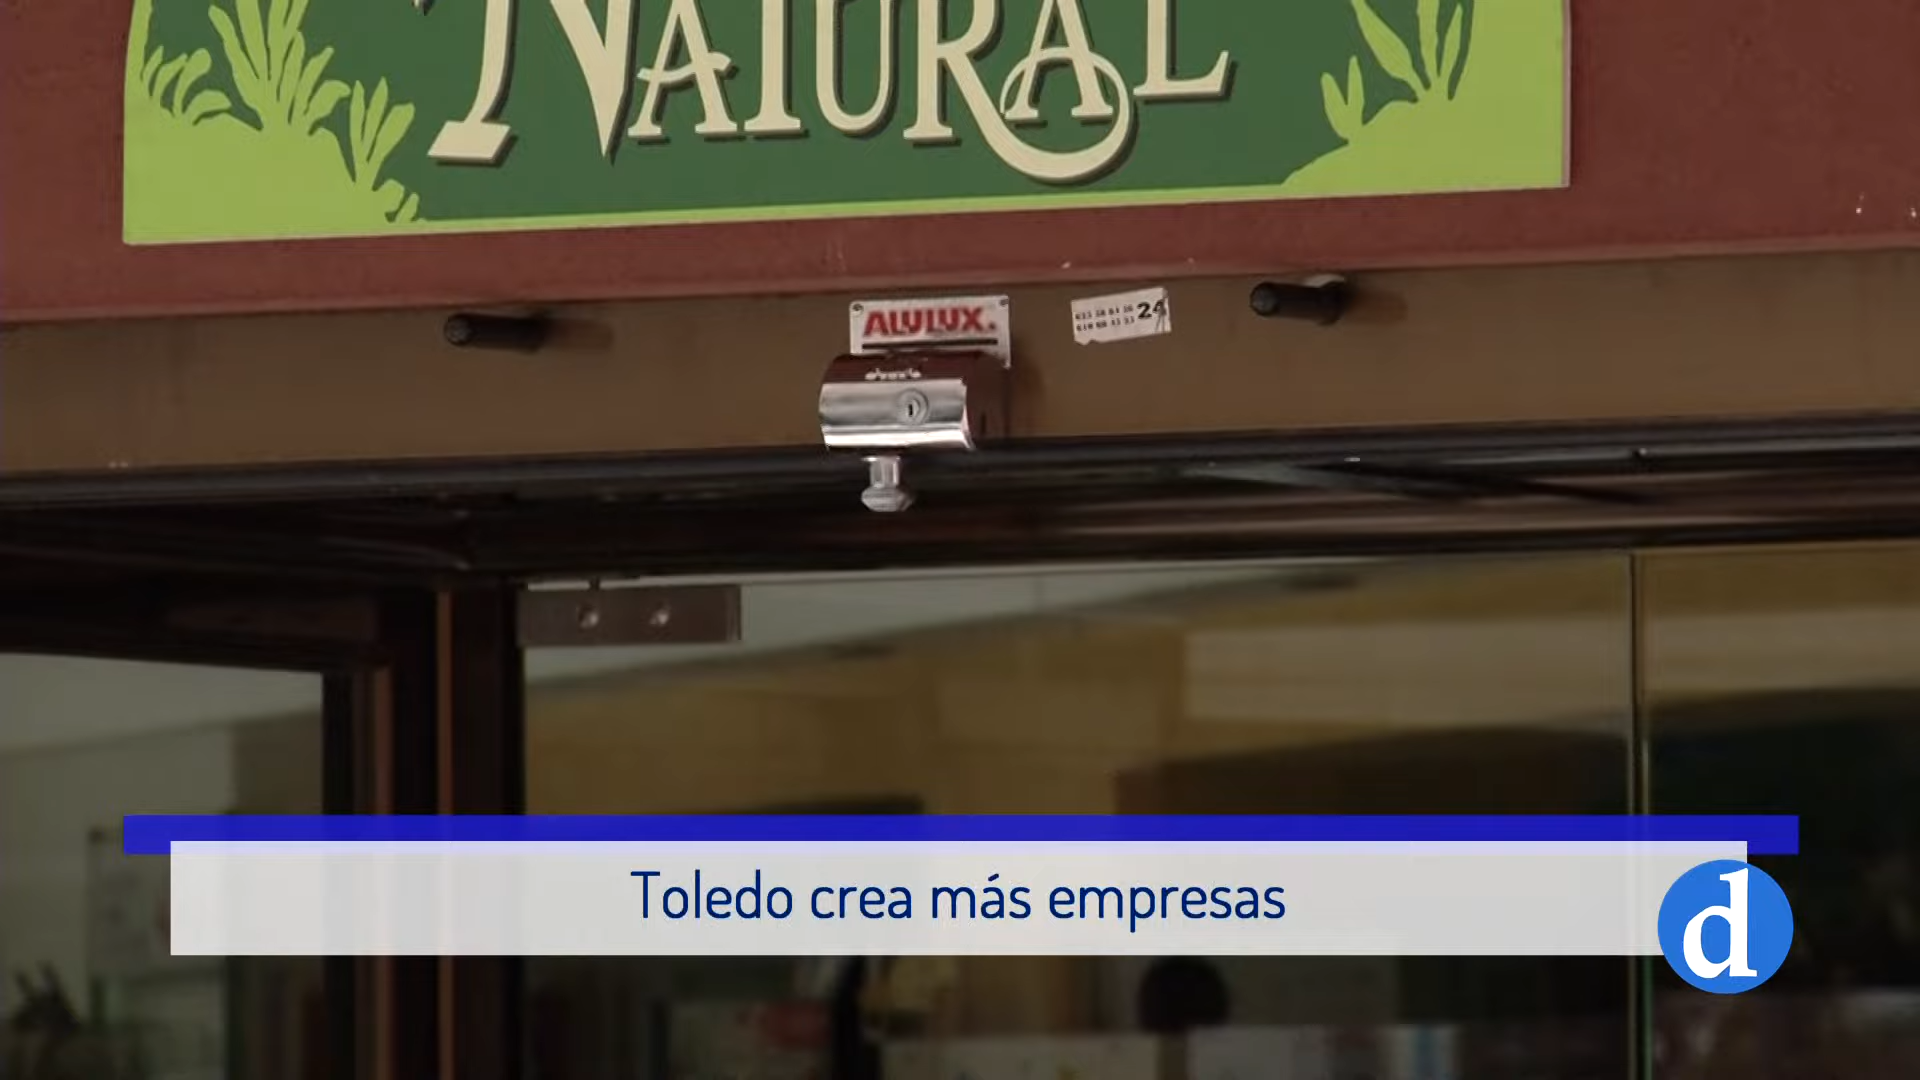 NATURAL
ALULUX.
24
Toledo crea más empresas
d